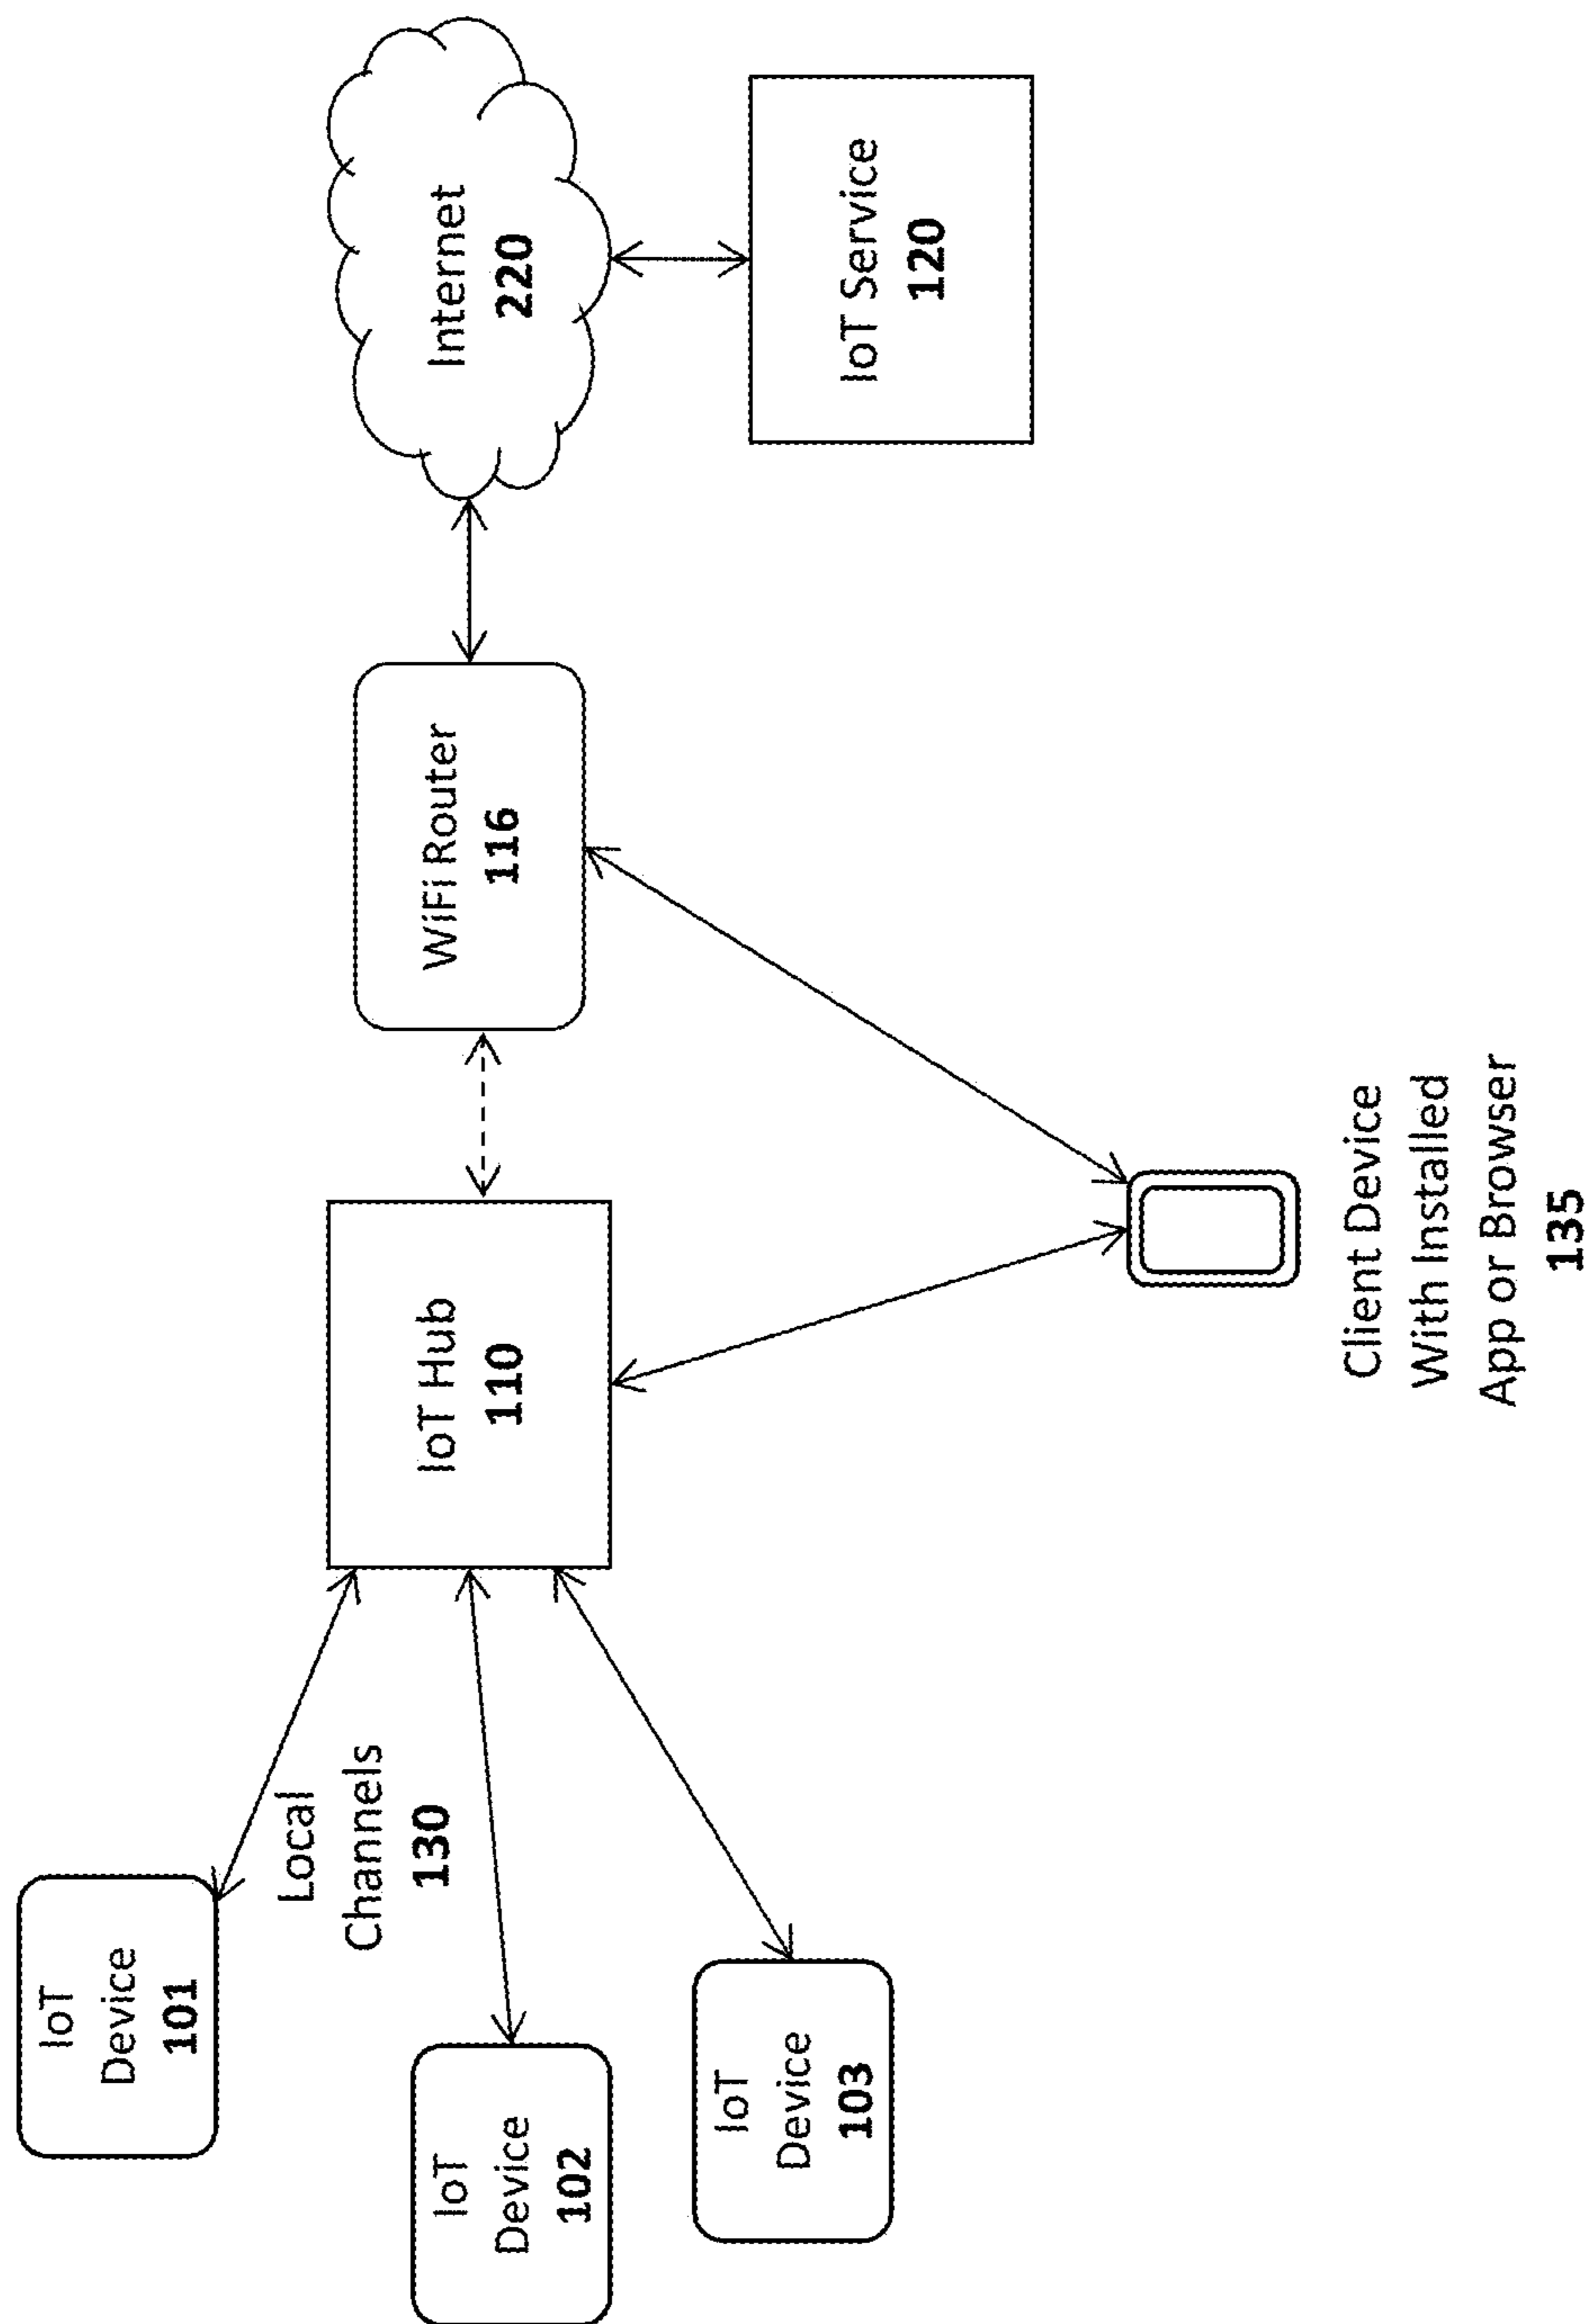 IoT
Device
101
Local
Channels
130
IoT
Device
102
IoT
Device
103
IoT Hub
110
WiFi Router
116
Internet
220
IoT Service
120
Client Device
With Installed
App or Browser
135